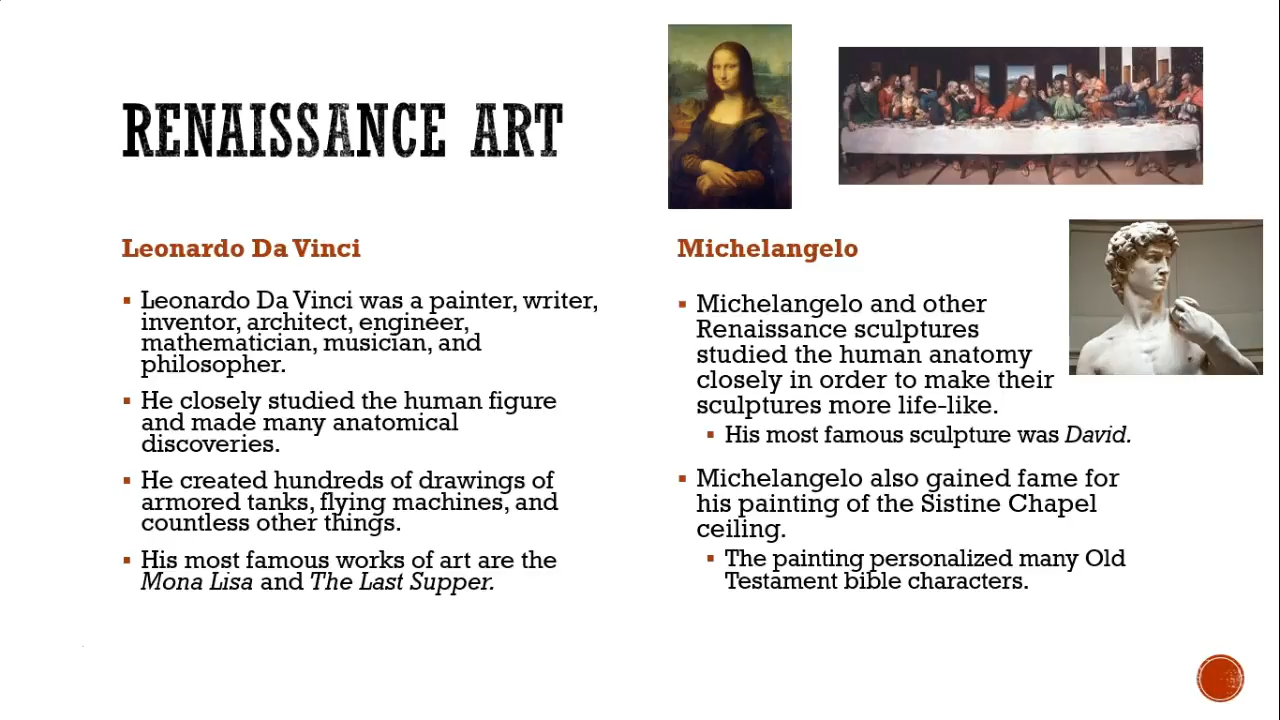 RENAISSANCE ART
Leonardo Da Vinci
▪ Leonardo Da Vinci was a painter, writer,
inventor, architect, engineer,
mathematician, musician, and
philosopher.
▪ He closely studied the human figure
and made many anatomical
discoveries.
▪ He created hundreds of drawings of
armored tanks, flying machines, and
countless other things.
▪ His most famous works of art are the
Mona Lisa and The Last Supper.
Michelangelo
▪ Michelangelo and other
Renaissance sculptures
studied the human anatomy
closely in order to make their
sculptures more life-like.
▪ His most famous sculpture was David.
▪ Michelangelo also gained fame for
his painting of the Sistine Chapel
ceiling.
▪ The painting personalized many Old
Testament bible characters.